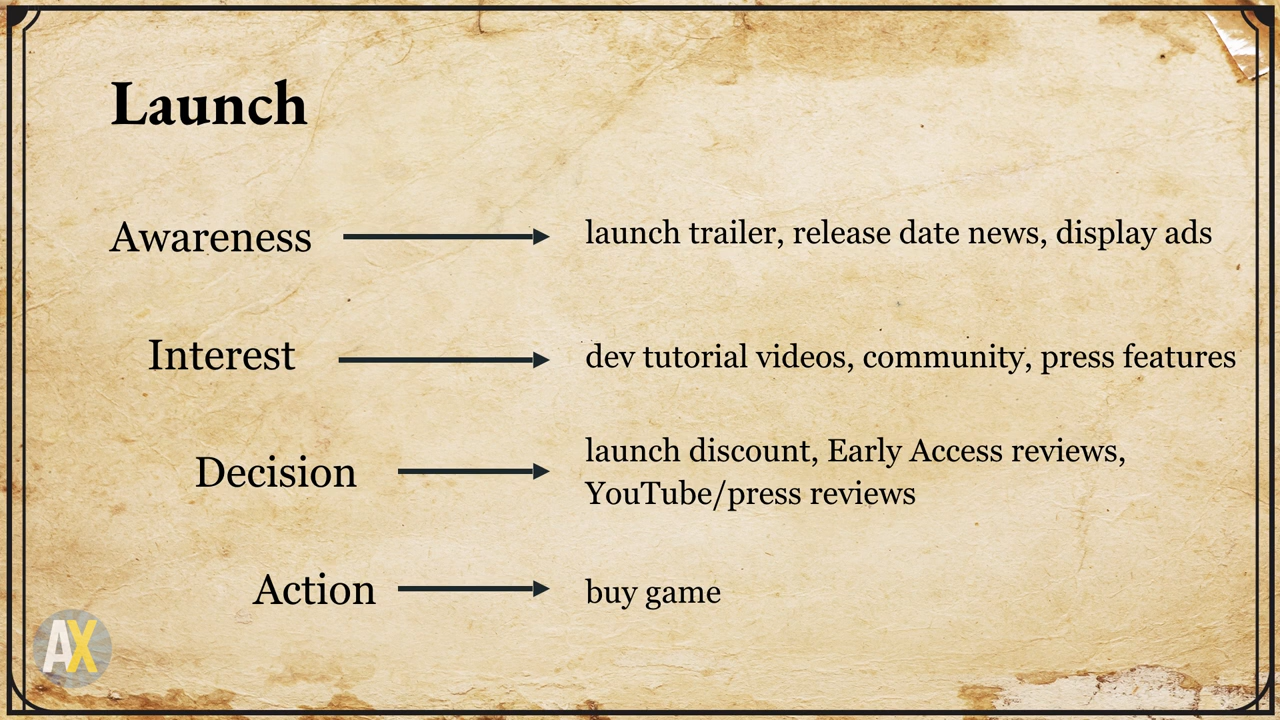 Launch
Awareness
launch trailer, release date news, display ads
Interest
dev tutorial videos, community, press features
Decision
launch discount, Early Access reviews,
YouTube/press reviews
Action
buy game
AX